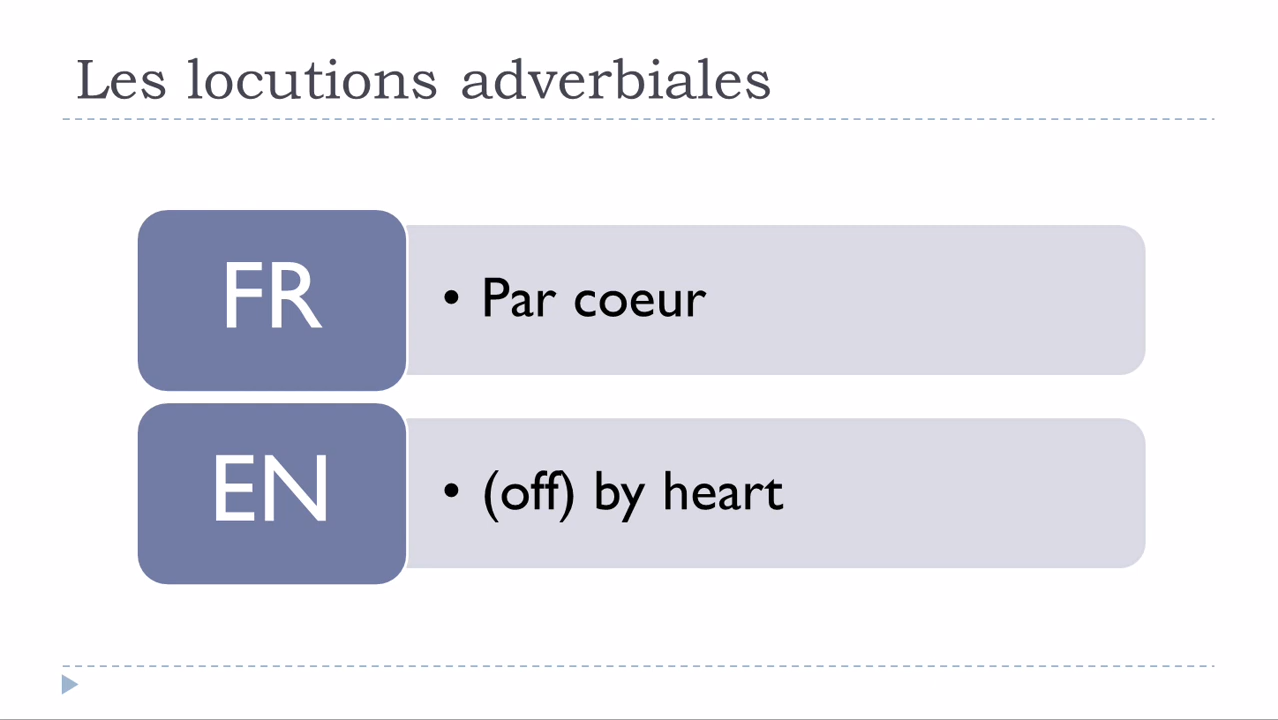 Les locutions adverbiales
FR
• Par coeur
EN
• (off) by heart